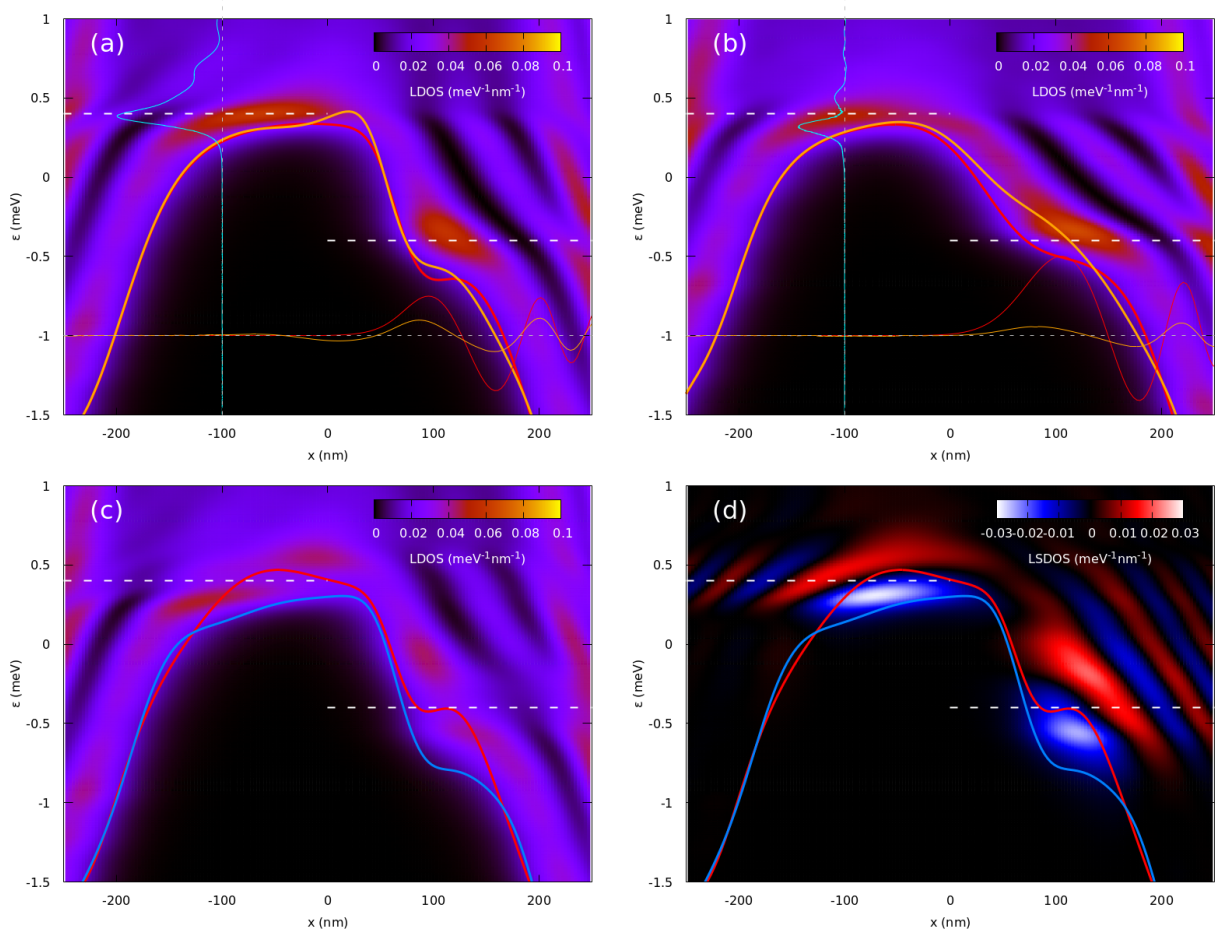 (a)
0 0.02 0.04 0.06 0.08 0.1
LDOS (meV⁻¹nm⁻¹)
1
0.5
0
-0.5
-1
-1.5
ε (meV)
-200 -100 0 100 200
x (nm)
(b)
0 0.02 0.04 0.06 0.08 0.1
LDOS (meV⁻¹nm⁻¹)
1
0.5
0
-0.5
-1
-1.5
ε (meV)
-200 -100 0 100 200
x (nm)
(c)
0 0.02 0.04 0.06 0.08 0.1
LDOS (meV⁻¹nm⁻¹)
1
0.5
0
-0.5
-1
-1.5
ε (meV)
-200 -100 0 100 200
x (nm)
(d)
-0.03 -0.02 -0.01 0 0.01 0.02 0.03
LSDOS (meV⁻¹nm⁻¹)
1
0.5
0
-0.5
-1
-1.5
ε (meV)
-200 -100 0 100 200
x (nm)